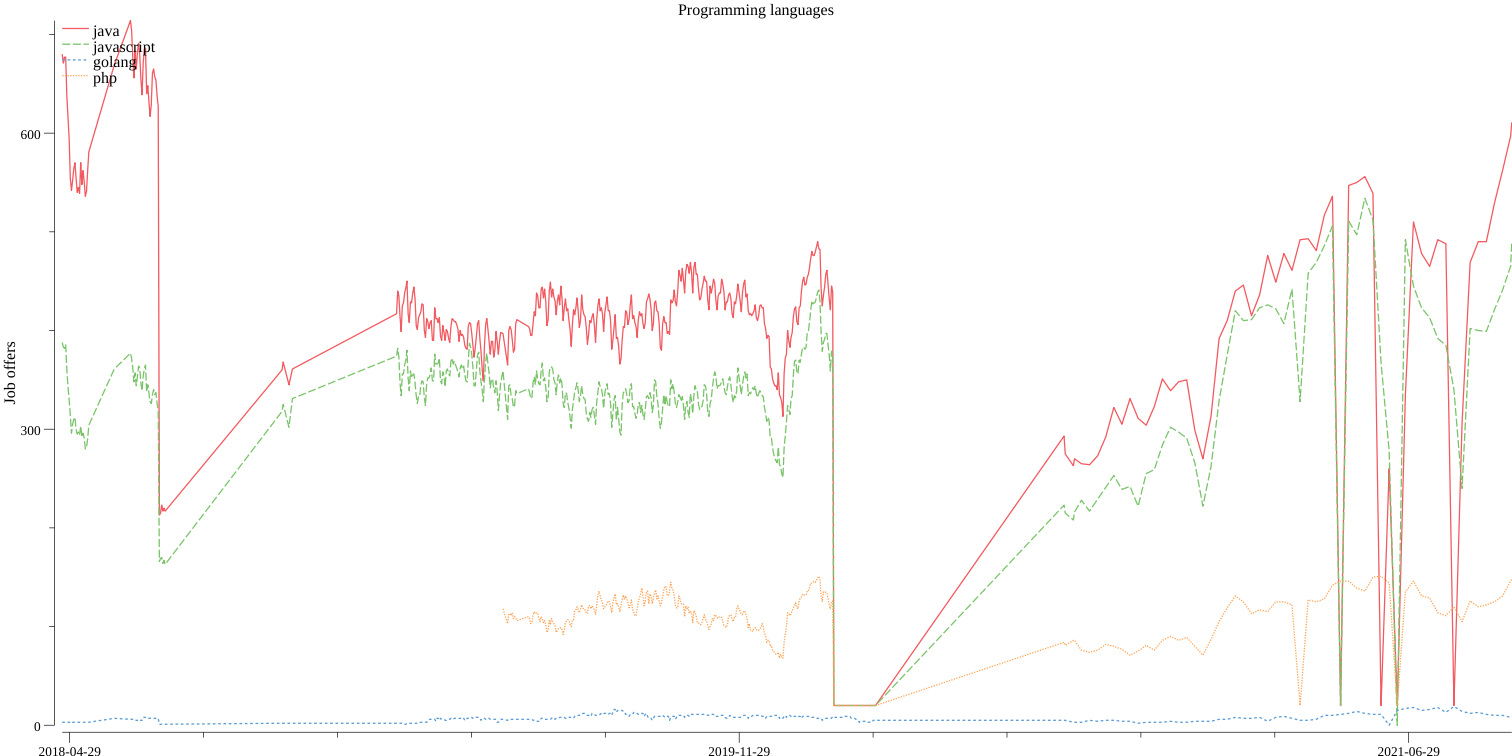 Programming languages
java
javascript
golang
php
600
300
0
Job offers
2018-04-29
2019-11-29
2021-06-29